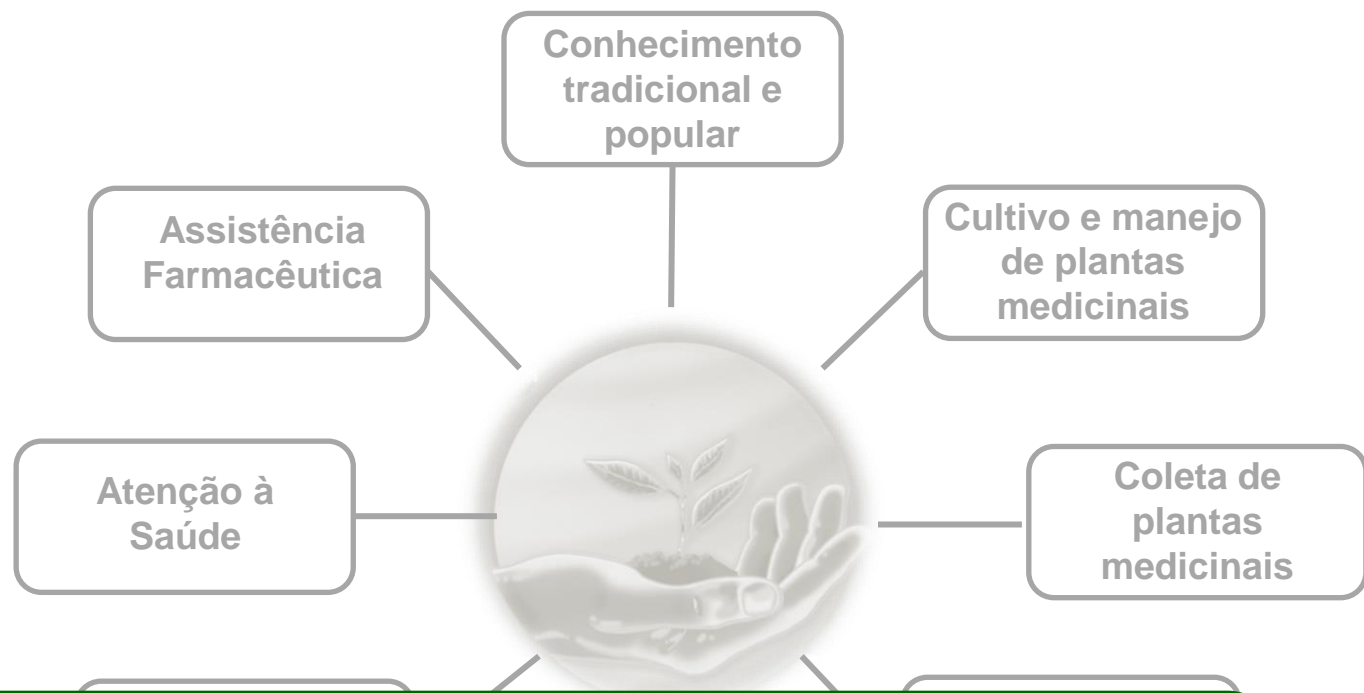 Conhecimento
tradicional e
popular
Assistência
Farmacêutica
Cultivo e manejo
de plantas
medicinais
Atenção à
Saúde
Coleta de
plantas
medicinais